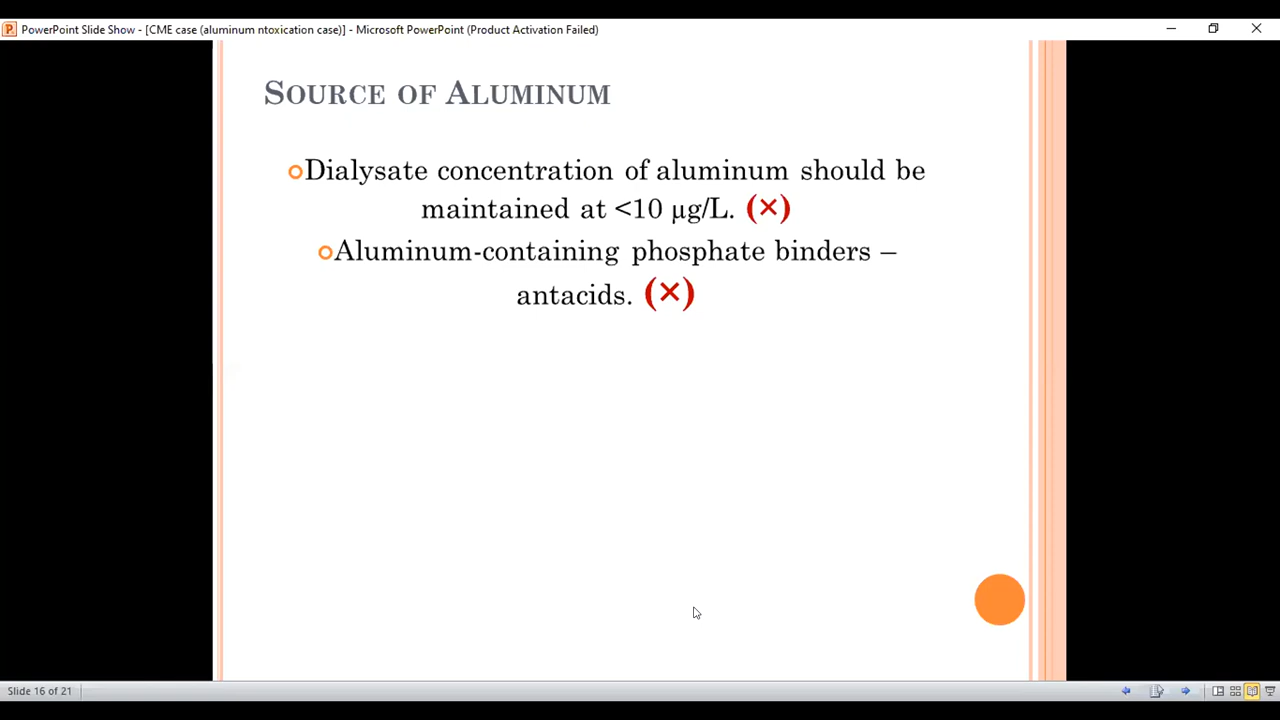 PowerPoint Slide Show - [CME case (aluminum ntoxication case)] - Microsoft PowerPoint (Product Activation Failed)
SOURCE OF ALUMINUM
Dialysate concentration of aluminum should be
maintained at <10 µg/L. (×)
Aluminum-containing phosphate binders –
antacids. (×)
Slide 16 of 21